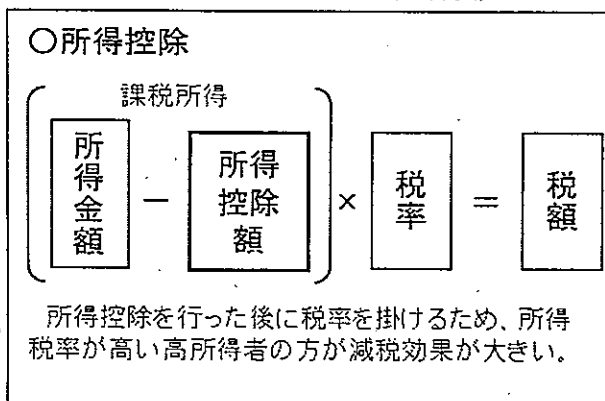 〇所得控除
課税所得
(所得金額 − 所得控除額) × 税率 = 税額
所得控除を行った後に税率を掛けるため、所得
税率が高い高所得者の方が減税効果が大きい。